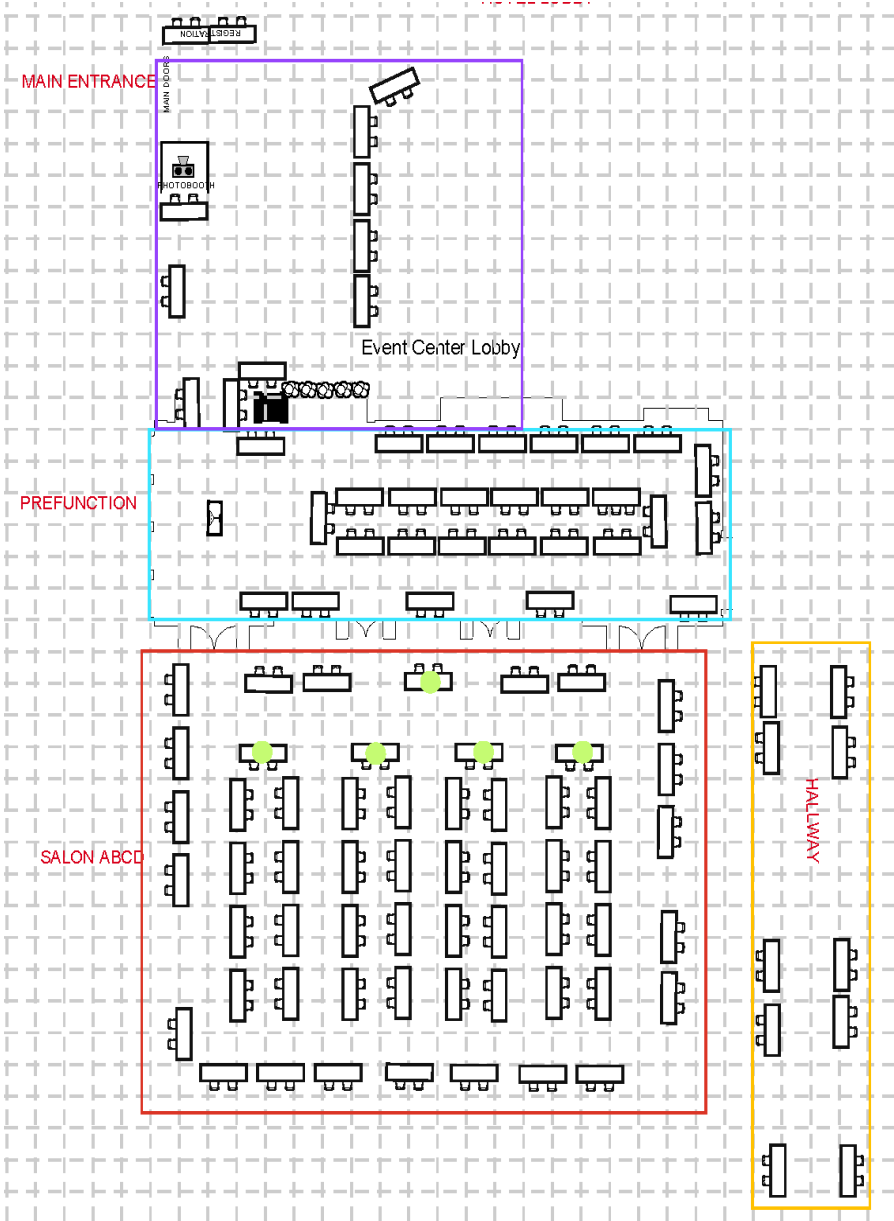 REGISTRATION
MAIN ENTRANCE
MAIN DOORS
PHOTOBOOTH
Event Center Lobby
PREFUNCTION
HALLWAY
SALON ABCD